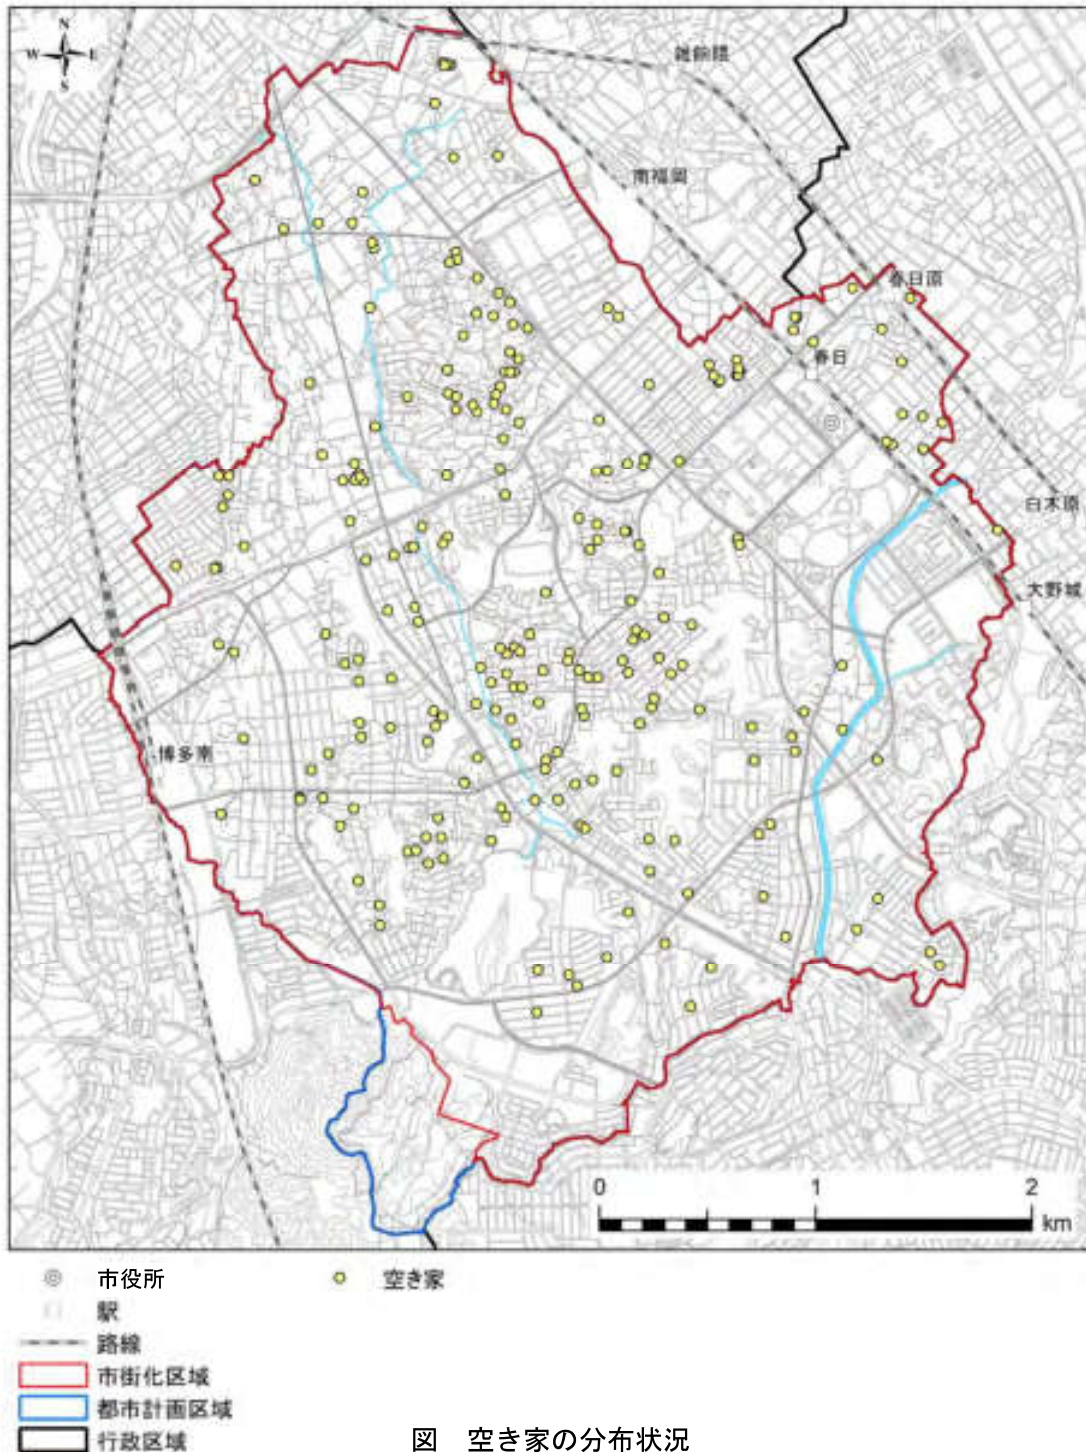 N
W E
S
雑餉隈
南福岡
春日原
春日
白木原
大野城
博多南
0 1 2
km
市役所 空き家
駅
路線
市街化区域
都市計画区域
行政区域
図 空き家の分布状況